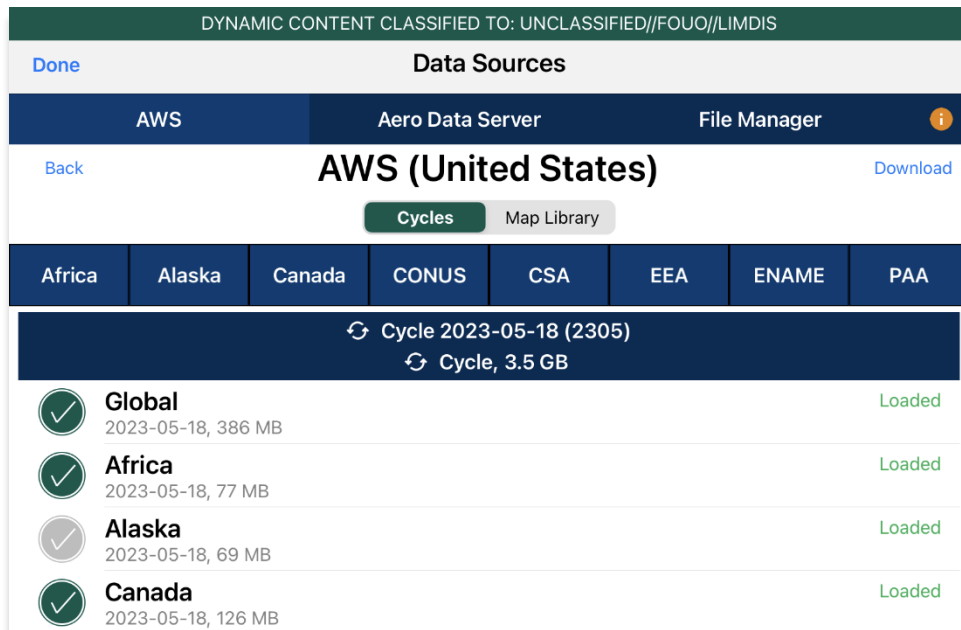 DYNAMIC CONTENT CLASSIFIED TO: UNCLASSIFIED//FOUO//LIMDIS
Done Data Sources
AWS Aero Data Server File Manager i
Back AWS (United States) Download
Cycles Map Library
Africa Alaska Canada CONUS CSA EEA ENAME PAA
Cycle 2023-05-18 (2305)
Cycle, 3.5 GB
Global Loaded
2023-05-18, 386 MB
Africa Loaded
2023-05-18, 77 MB
Alaska Loaded
2023-05-18, 69 MB
Canada Loaded
2023-05-18, 126 MB